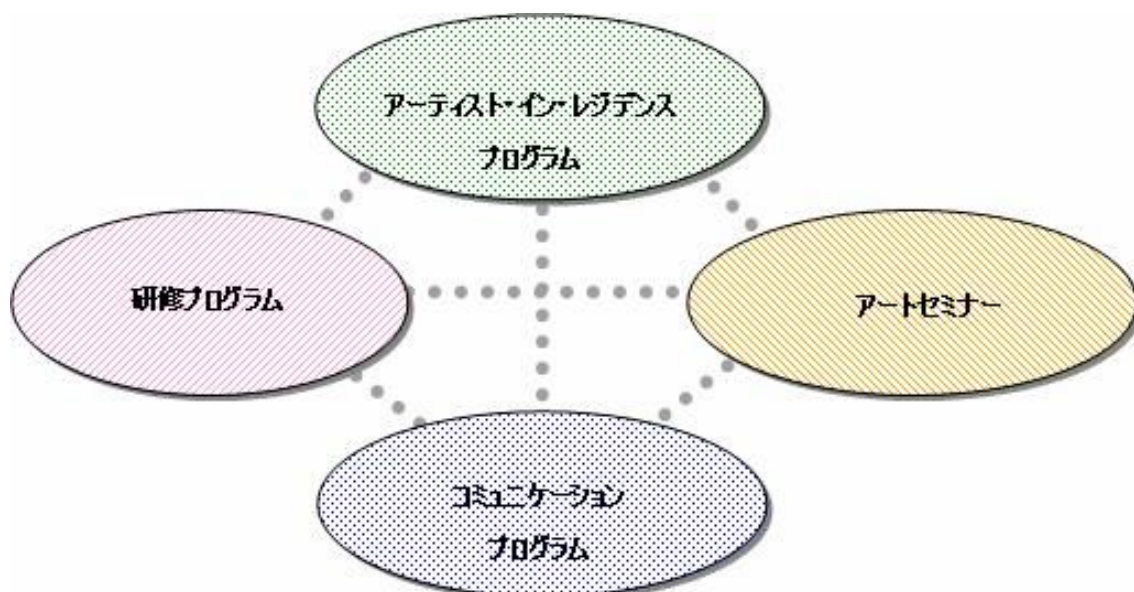 アーティスト・イン・レジデンス
プログラム
研修プログラム
アートセミナー
コミュニケーション
プログラム